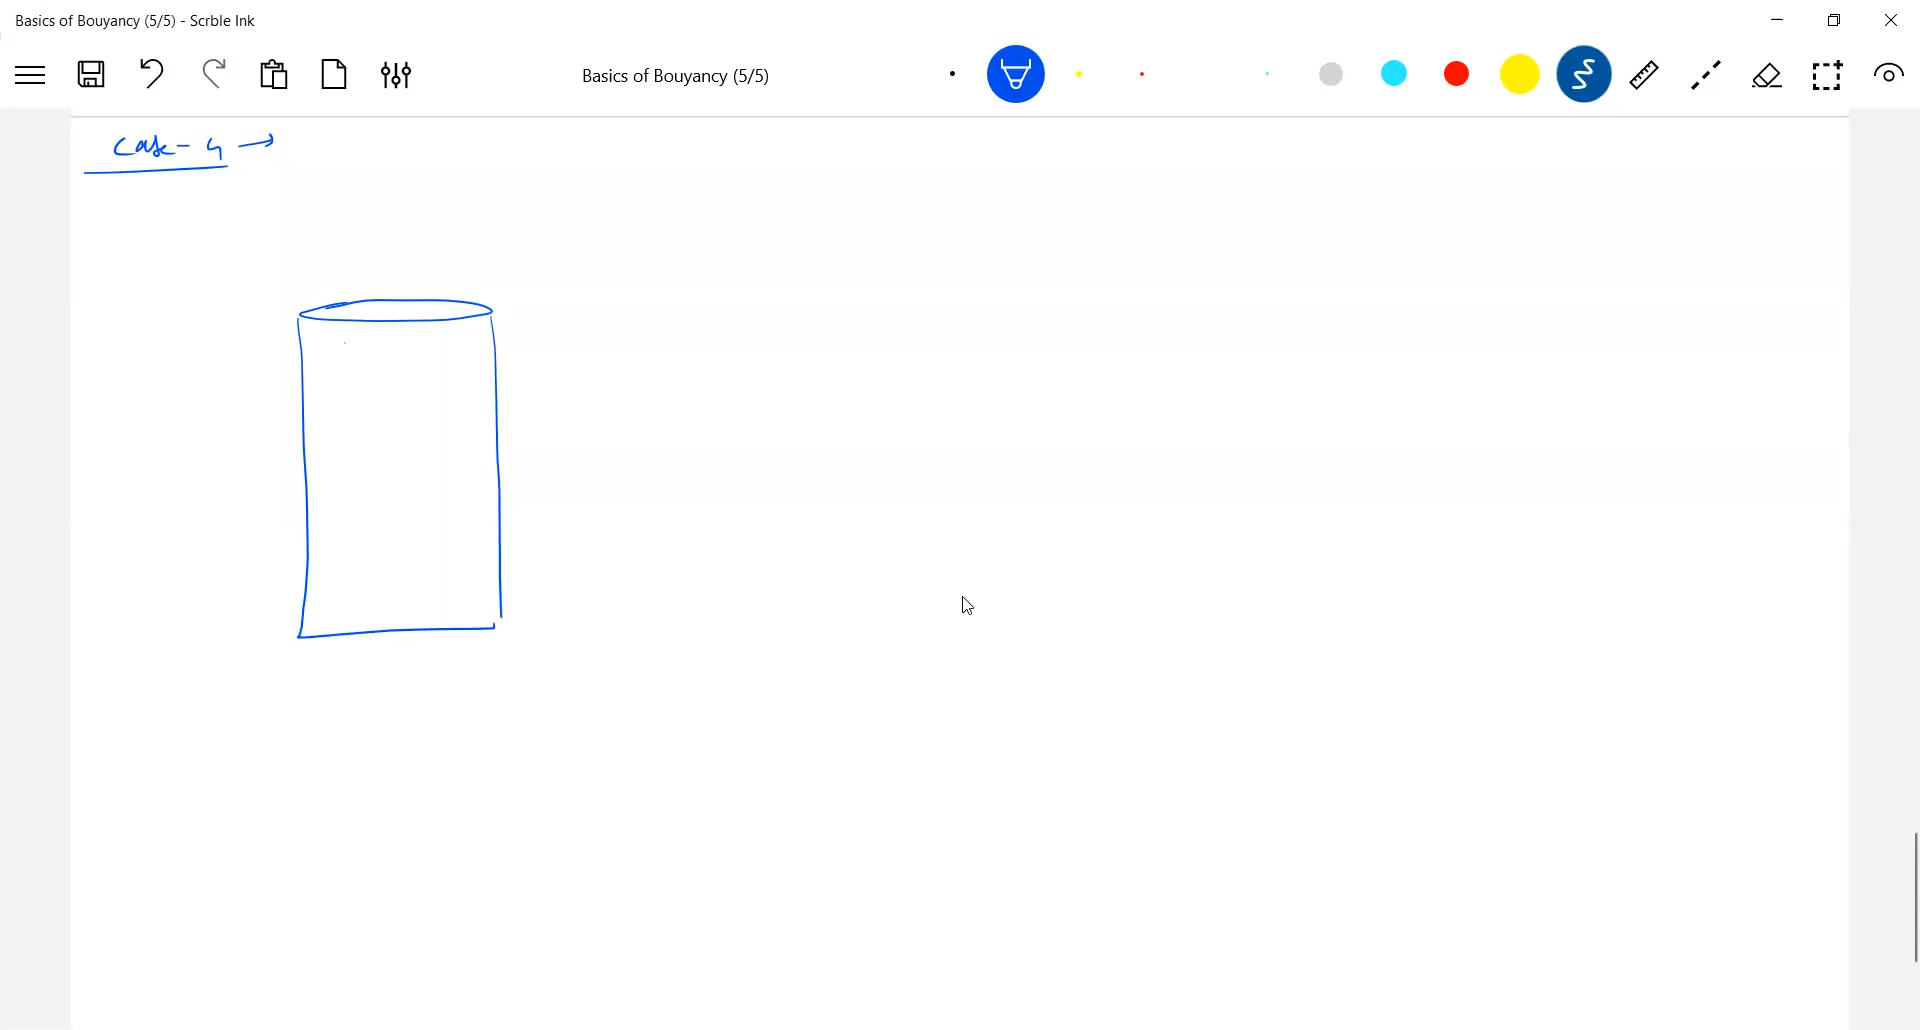 Basics of Bouyancy (5/5) - Scrble Ink
Basics of Bouyancy (5/5)
Case - 4 →